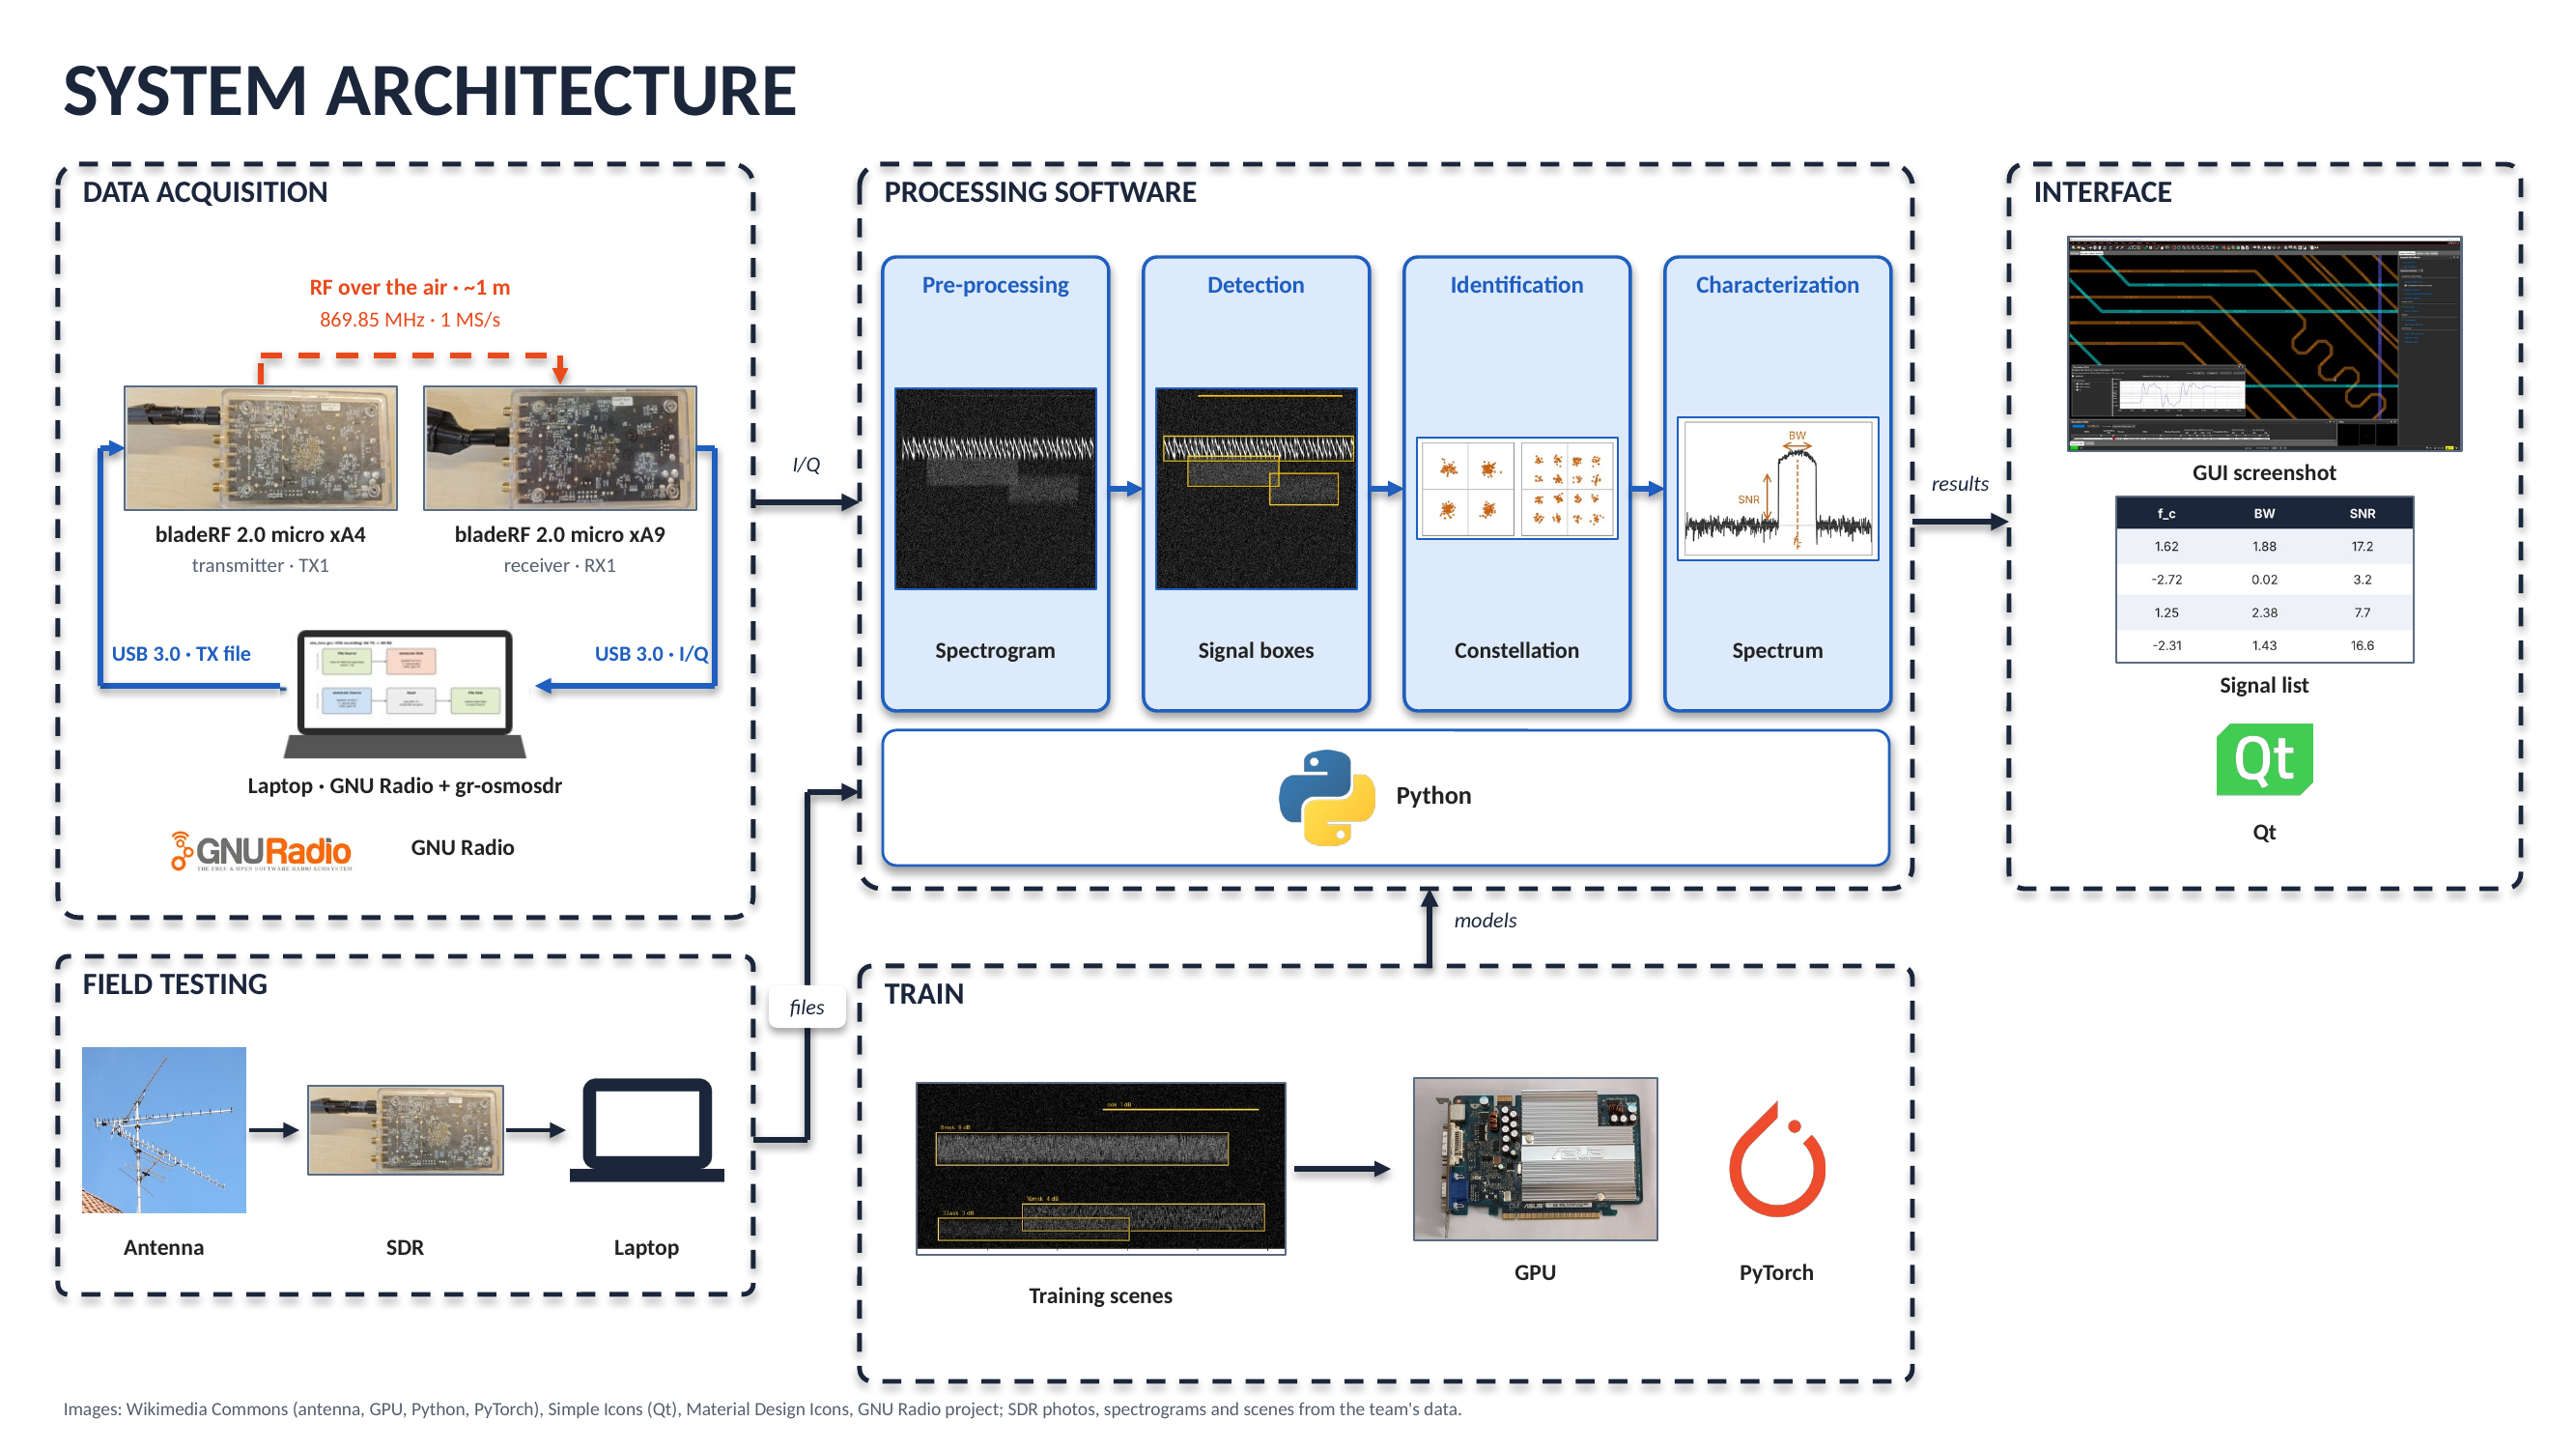 SYSTEM ARCHITECTURE
DATA ACQUISITION
RF over the air · ~1 m
869.85 MHz · 1 MS/s
bladeRF 2.0 micro xA4
transmitter · TX1
bladeRF 2.0 micro xA9
receiver · RX1
USB 3.0 · TX file
USB 3.0 · I/Q
Laptop · GNU Radio + gr-osmosdr
GNURadio
THE FREE & OPEN SOFTWARE RADIO ECOSYSTEM
GNU Radio
I/Q
PROCESSING SOFTWARE
Pre-processing
Spectrogram
Detection
Signal boxes
Identification
Constellation
Characterization
BW
SNR
Spectrum
Python
results
INTERFACE
GUI screenshot
f_c BW SNR
1.62 1.88 17.2
-2.72 0.02 3.2
1.25 2.38 7.7
-2.31 1.43 16.6
Signal list
Qt
Qt
FIELD TESTING
Antenna
SDR
Laptop
files
models
TRAIN
Training scenes
GPU
PyTorch
Images: Wikimedia Commons (antenna, GPU, Python, PyTorch), Simple Icons (Qt), Material Design Icons, GNU Radio project; SDR photos, spectrograms and scenes from the team's data.